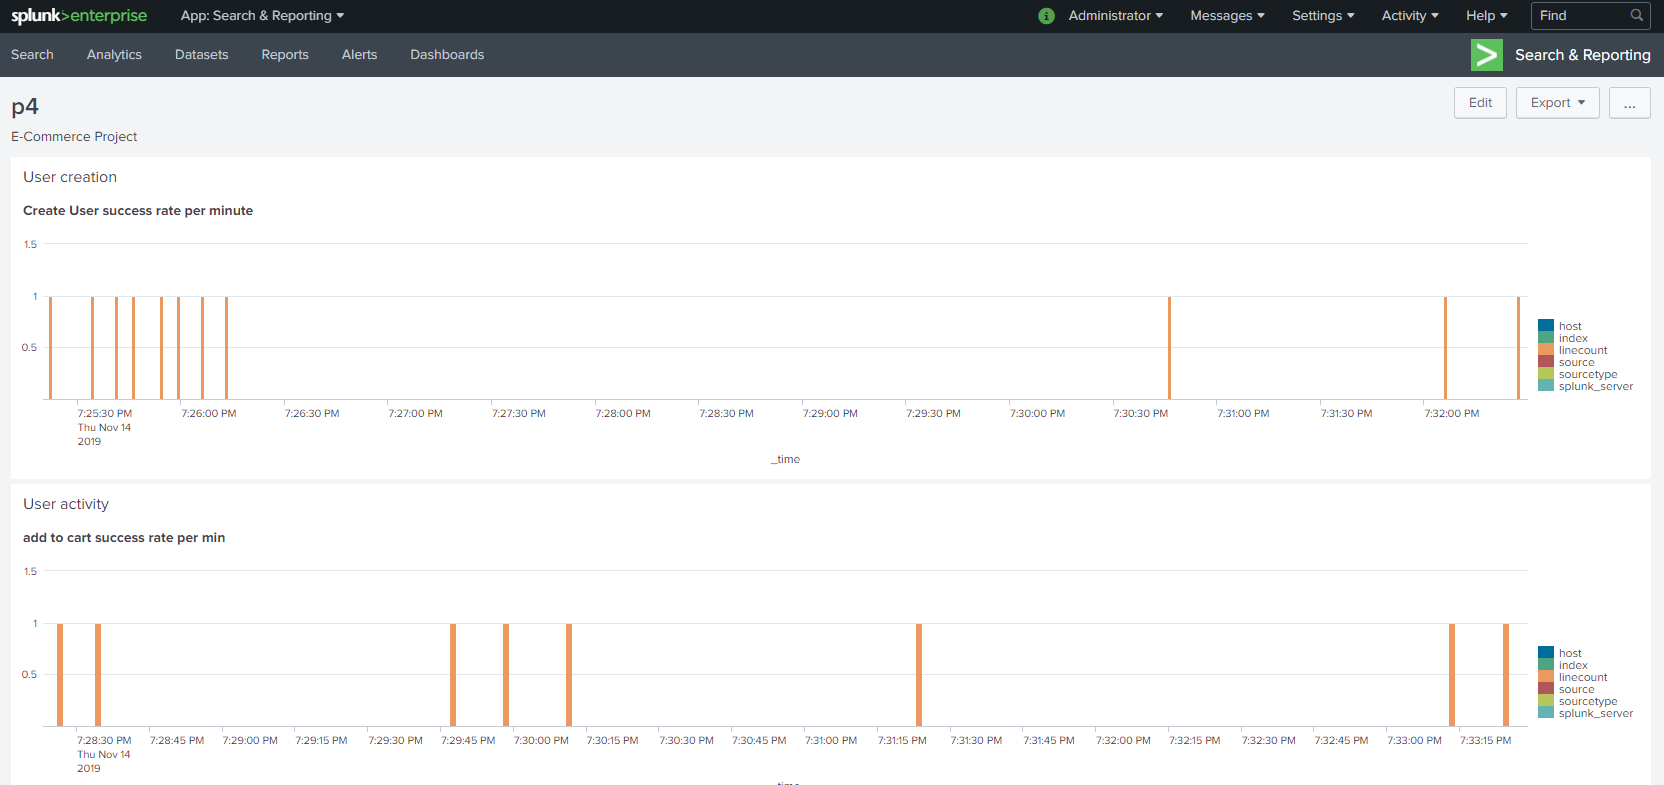 splunk>enterprise App: Search & Reporting Administrator Messages Settings Activity Help Find
Search Analytics Datasets Reports Alerts Dashboards Search & Reporting
p4 Edit Export ...
E-Commerce Project
User creation
Create User success rate per minute
1.5
1
0.5
host
index
linecount
source
sourcetype
splunk_server
7:25:30 PM 7:26:00 PM 7:26:30 PM 7:27:00 PM 7:27:30 PM 7:28:00 PM 7:28:30 PM 7:29:00 PM 7:29:30 PM 7:30:00 PM 7:30:30 PM 7:31:00 PM 7:31:30 PM 7:32:00 PM
Thu Nov 14
2019
_time
User activity
add to cart success rate per min
1.5
1
0.5
host
index
linecount
source
sourcetype
splunk_server
7:28:30 PM 7:28:45 PM 7:29:00 PM 7:29:15 PM 7:29:30 PM 7:29:45 PM 7:30:00 PM 7:30:15 PM 7:30:30 PM 7:30:45 PM 7:31:00 PM 7:31:15 PM 7:31:30 PM 7:31:45 PM 7:32:00 PM 7:32:15 PM 7:32:30 PM 7:32:45 PM 7:33:00 PM 7:33:15 PM
Thu Nov 14
2019